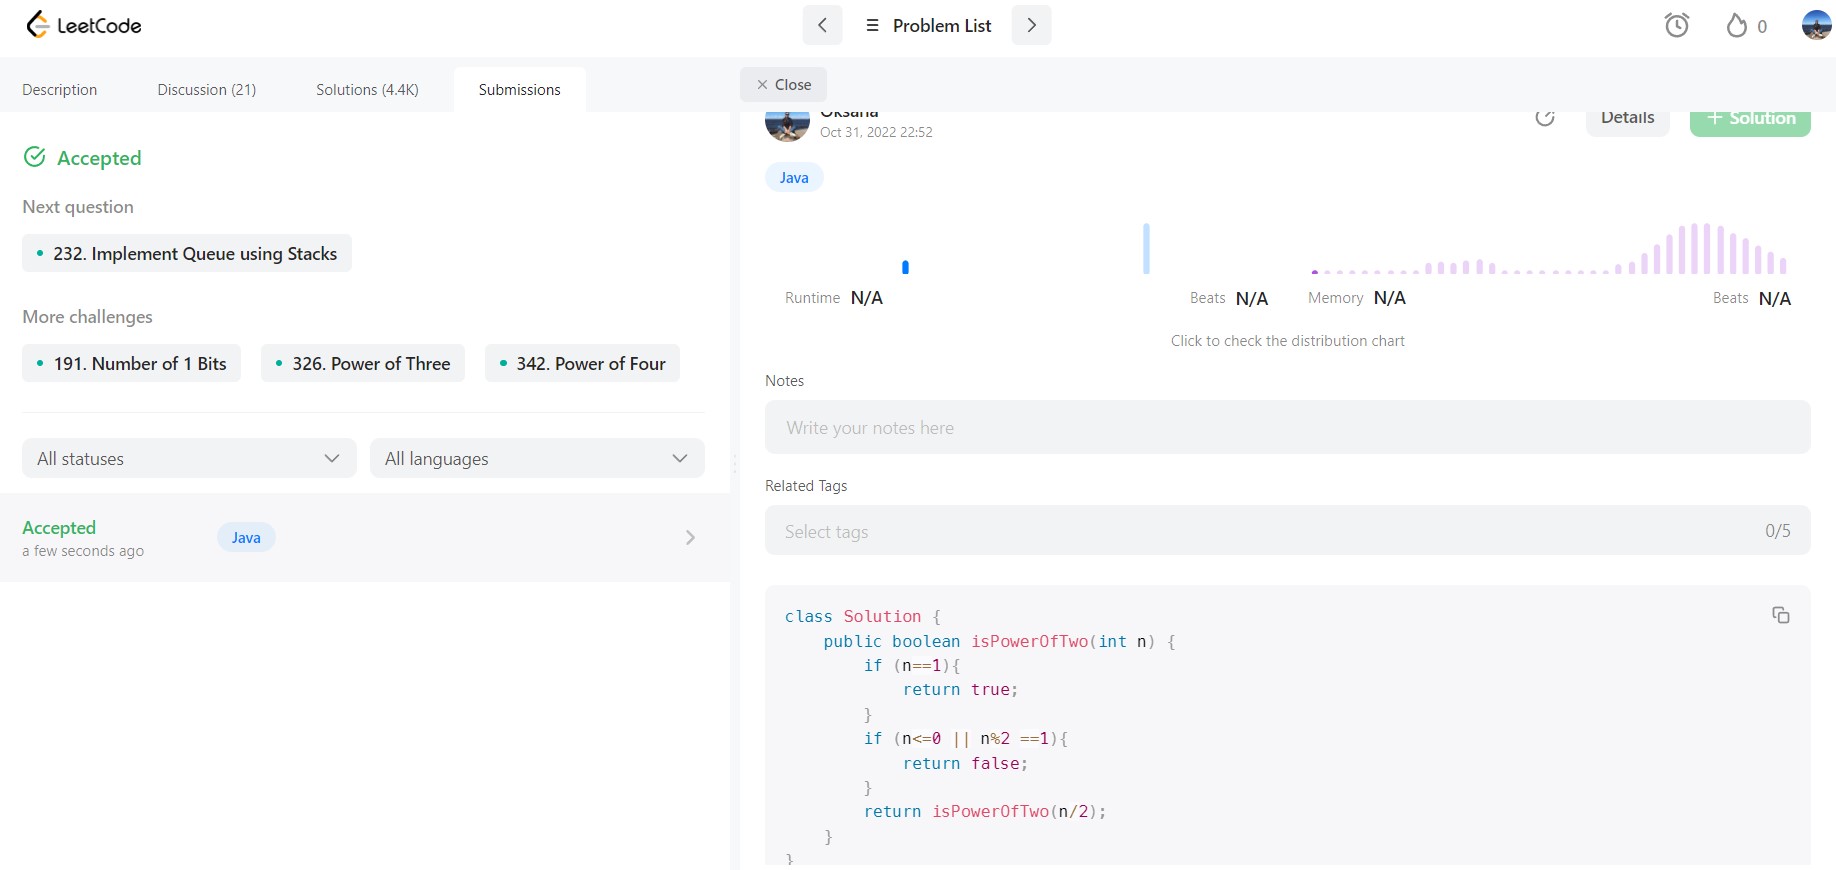 LeetCode
Problem List
0
Description
Discussion (21)
Solutions (4.4K)
Submissions
Close
Accepted
Next question
232. Implement Queue using Stacks
More challenges
191. Number of 1 Bits
326. Power of Three
342. Power of Four
All statuses
All languages
Accepted
a few seconds ago
Java
Oksana
Oct 31, 2022 22:52
Details
+ Solution
Java
Runtime N/A
Beats N/A
Memory N/A
Beats N/A
Click to check the distribution chart
Notes
Write your notes here
Related Tags
Select tags
0/5
class Solution {
    public boolean isPowerOfTwo(int n) {
        if (n==1){
            return true;
        }
        if (n<=0 || n%2 ==1){
            return false;
        }
        return isPowerOfTwo(n/2);
    }
}